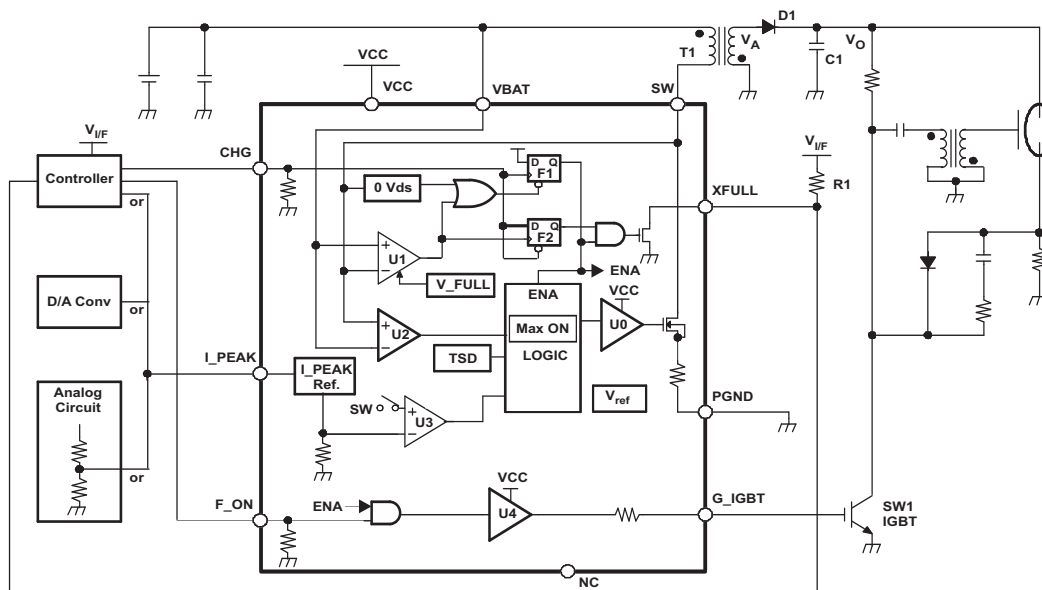 D1
VCC
T1
V_A
V_O
C1
VCC
VBAT
SW
V_I/F
V_I/F
CHG
Controller
D Q
F1
XFULL
R1
or
0 Vds
D Q
F2
+
U1
−
ENA
V_FULL
ENA
VCC
D/A Conv
+
U2
−
Max ON
U0
or
LOGIC
TSD
I_PEAK
I_PEAK
Ref.
V_ref
PGND
Analog
Circuit
SW
+
U3
−
or
VCC
F_ON
ENA
U4
G_IGBT
SW1
IGBT
NC